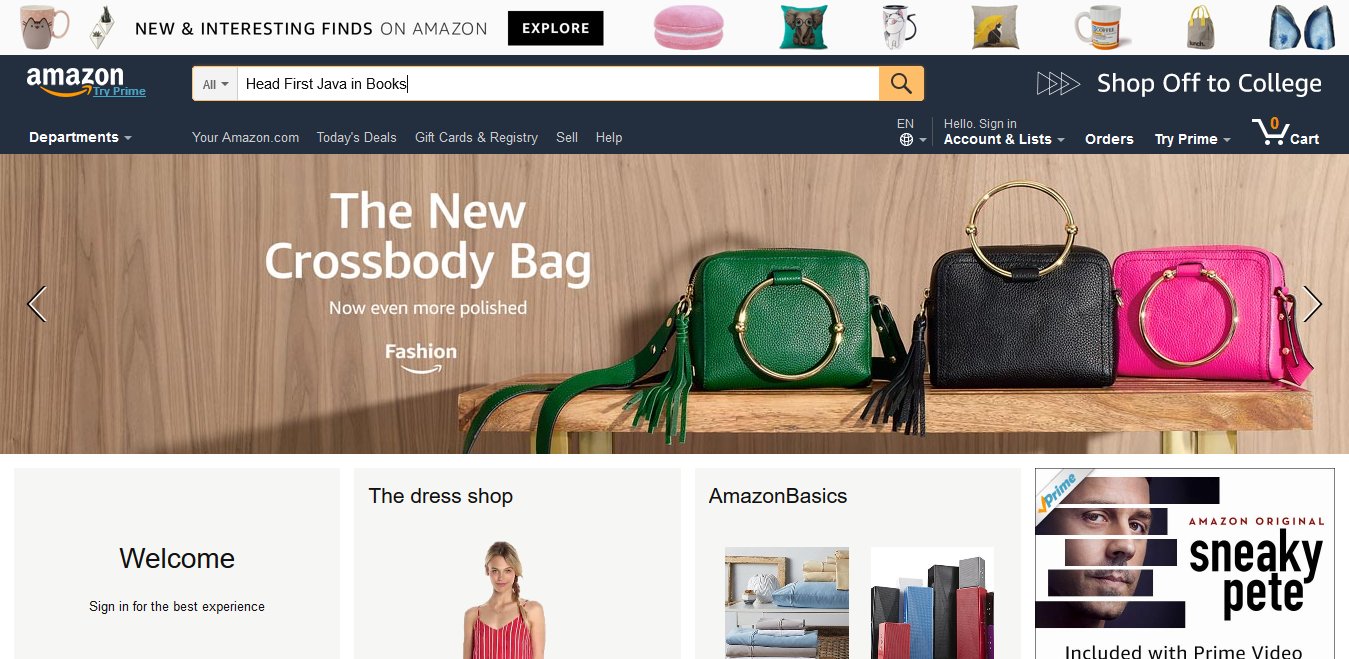 NEW & INTERESTING FINDS ON AMAZON
EXPLORE
COFFEE
lunch.
amazon
Try Prime
All
Head First Java in Books
Shop Off to College
Departments
Your Amazon.com
Today's Deals
Gift Cards & Registry
Sell
Help
EN
Hello. Sign in
Account & Lists
Orders
Try Prime
0
Cart
The New
Crossbody Bag
Now even more polished
Fashion
Welcome
Sign in for the best experience
The dress shop
AmazonBasics
Prime
AMAZON ORIGINAL
sneaky
pete
Included with Prime Video